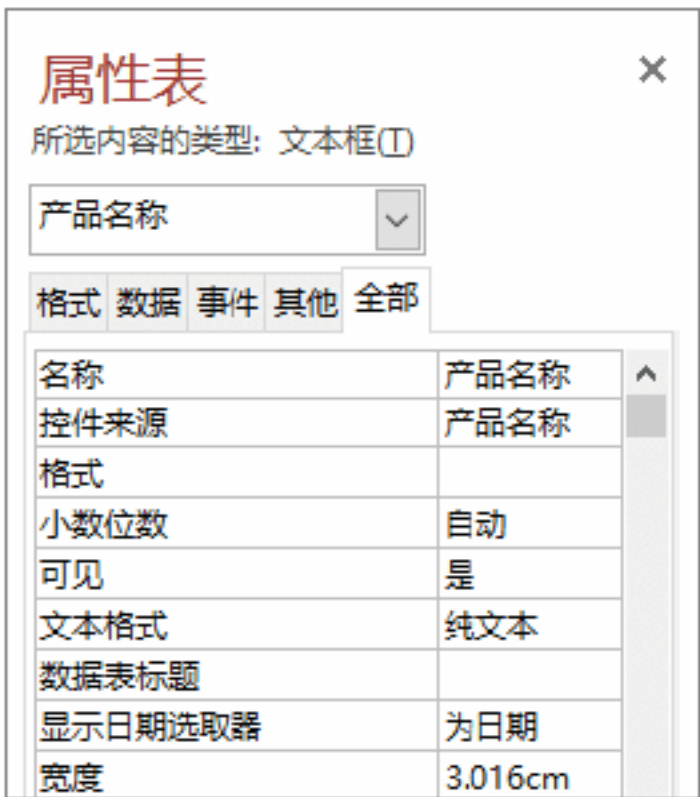 属性表
所选内容的类型: 文本框(T)
产品名称
格式 数据 事件 其他 全部
名称 产品名称
控件来源 产品名称
格式
小数位数 自动
可见 是
文本格式 纯文本
数据表标题
显示日期选取器 为日期
宽度 3.016cm